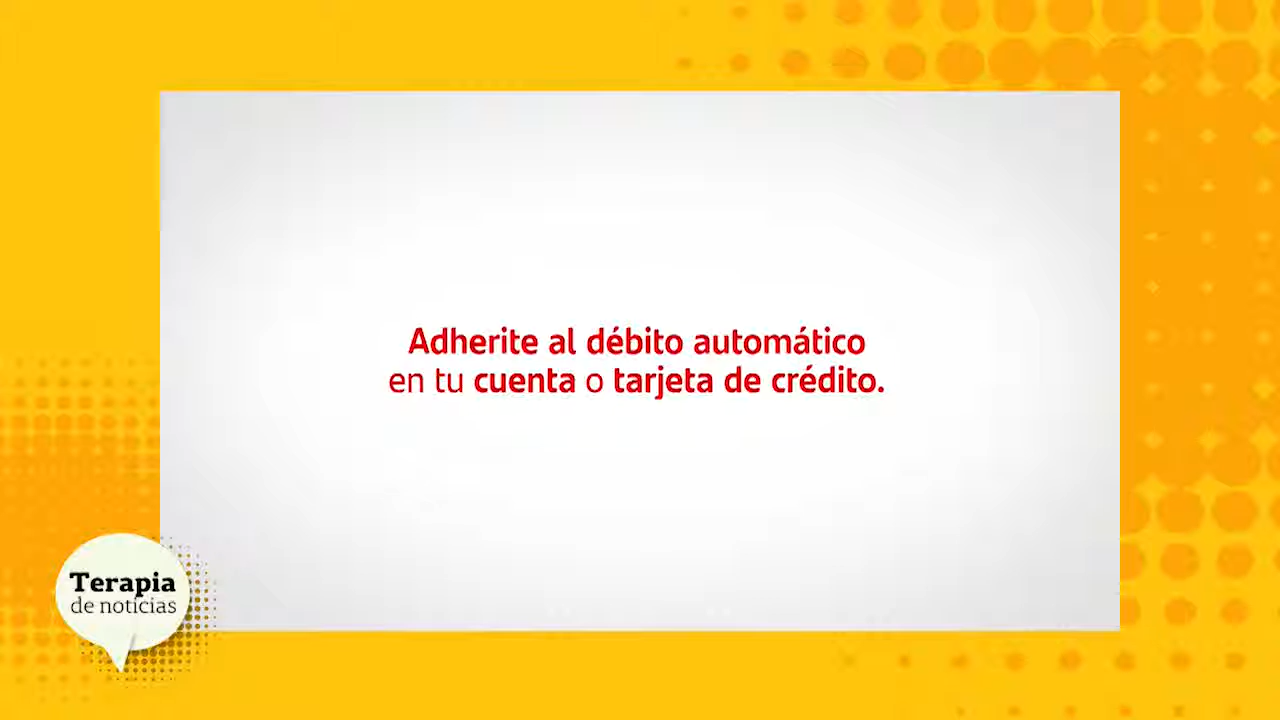 Adherite al débito automático
en tu cuenta o tarjeta de crédito.
Terapia
de noticias